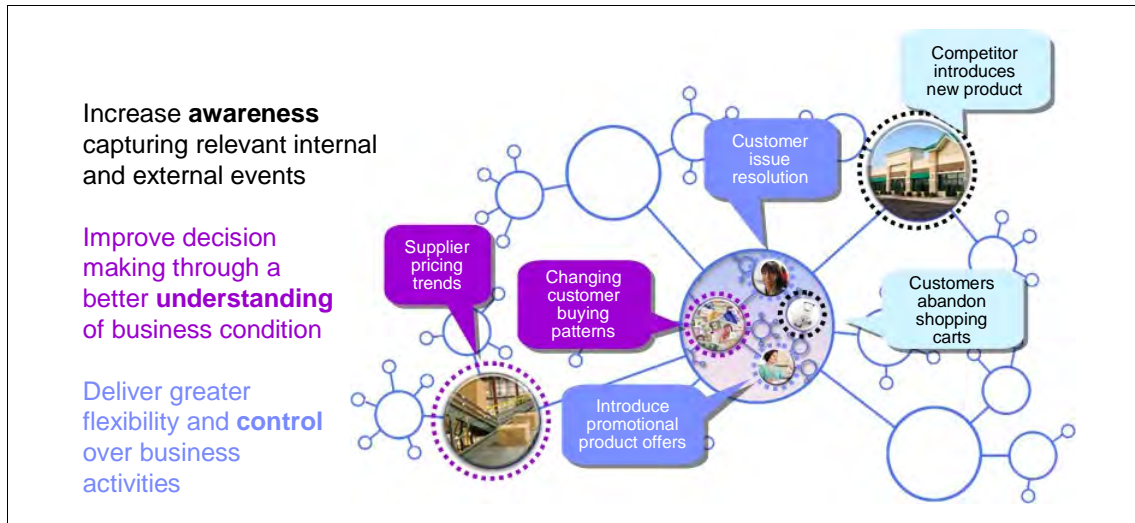 Increase awareness
capturing relevant internal
and external events
Improve decision
making through a
better understanding
of business condition
Deliver greater
flexibility and control
over business
activities
Supplier
pricing
trends
Changing
customer
buying
patterns
Customer
issue
resolution
Competitor
introduces
new product
Customers
abandon
shopping
carts
Introduce
promotional
product offers